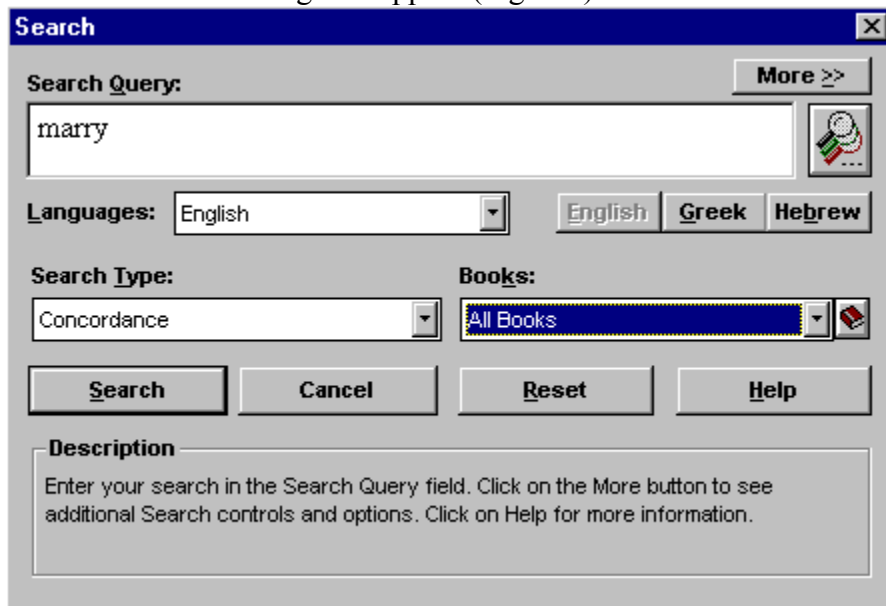 Search
More >>
Search Query:
marry
Languages: English English Greek Hebrew
Search Type: Books:
Concordance All Books
Search Cancel Reset Help
Description
Enter your search in the Search Query field. Click on the More button to see
additional Search controls and options. Click on Help for more information.